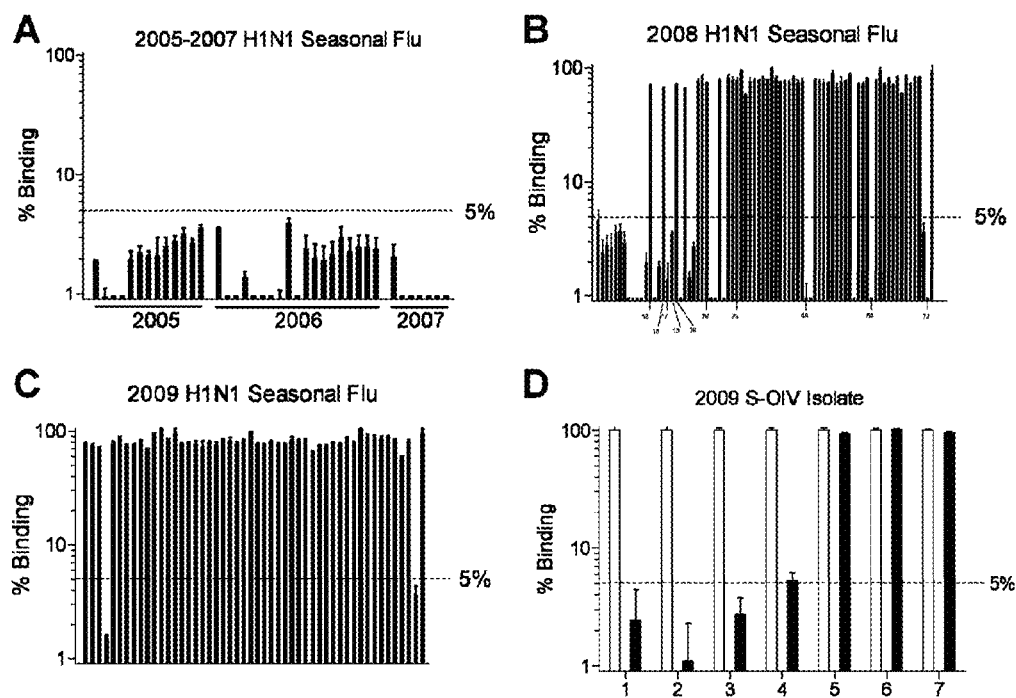 A
2005-2007 H1N1 Seasonal Flu
% Binding
100
10
1
5%
2005
2006
2007
B
2008 H1N1 Seasonal Flu
% Binding
100
10
1
5%
C
2009 H1N1 Seasonal Flu
% Binding
100
10
1
5%
D
2009 S-OIV Isolate
% Binding
100
10
1
5%
1 2 3 4 5 6 7